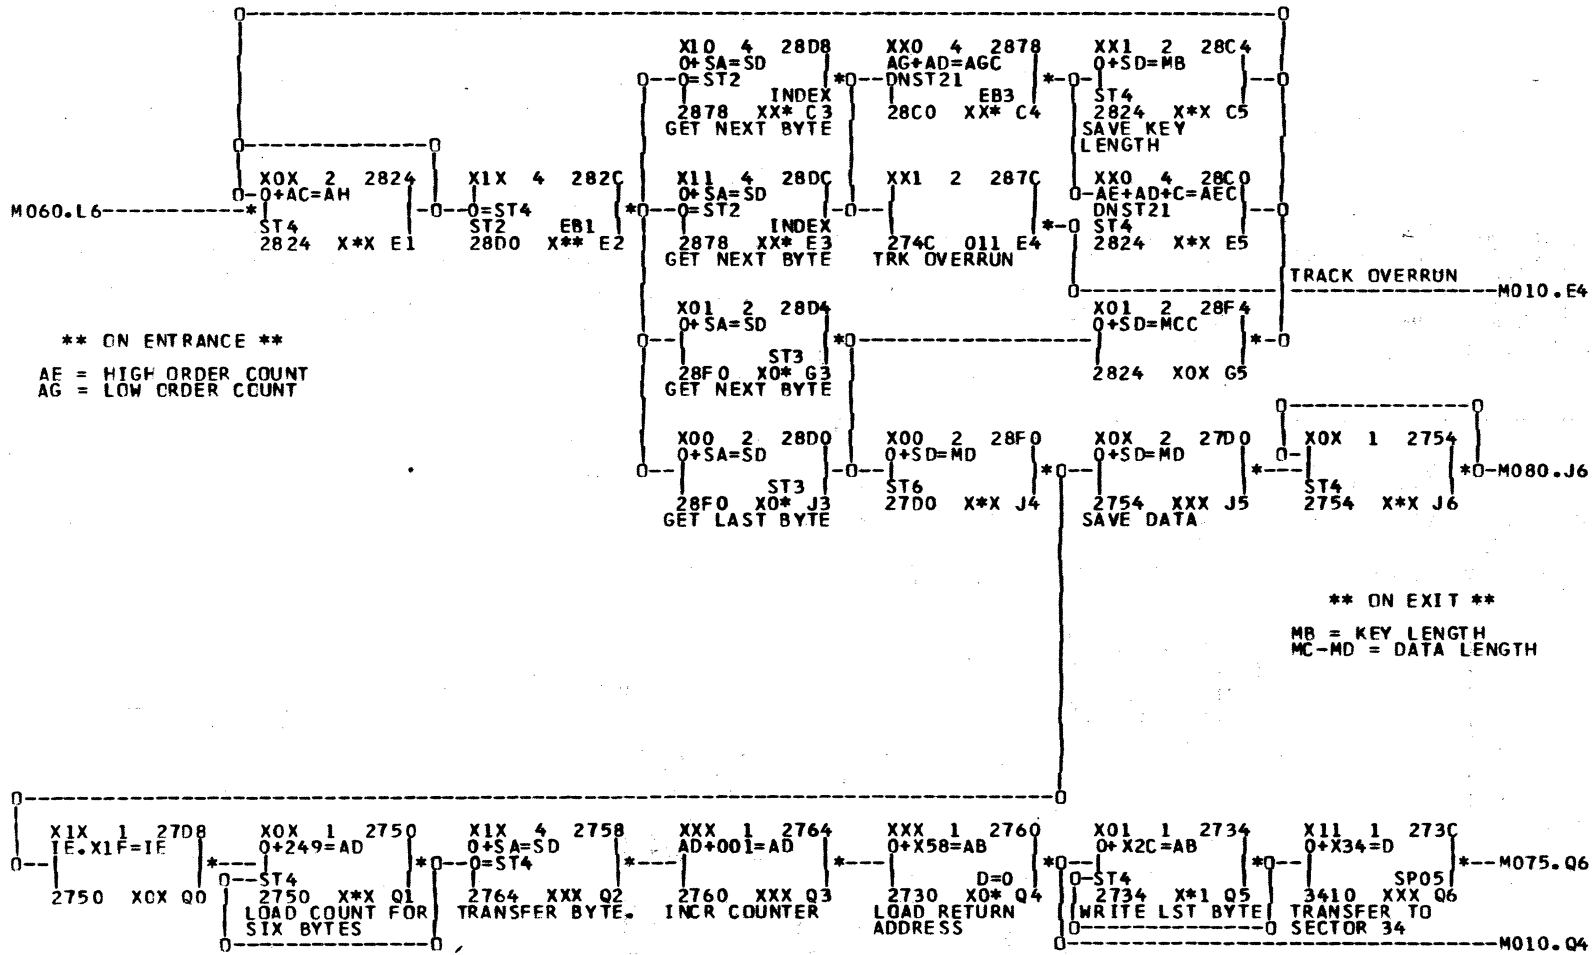 X10 4 28D8
0+SA=SD
0=ST2
INDEX
2878 XX* C3
GET NEXT BYTE
XX0 4 2878
AG+AD=AGC
DNST21
EB3
28C0 XX* C4
XX1 2 28C4
0+SD=MB
ST4
2824 X*X C5
SAVE KEY
LENGTH
M060.L6
X0X 2 2824
0+AC=AH
ST4
2824 X*X E1
X1X 4 282C
0=ST4
ST2 EB1
28D0 X** E2
X11 4 28DC
0+SA=SD
0=ST2
INDEX
2878 XX* E3
GET NEXT BYTE
XX1 2 287C
274C 011 E4
TRK OVERRUN
XX0 4 28C0
AE+AD+C=AEC
DNST21
ST4
2824 X*X E5
TRACK OVERRUN
M010.E4
** ON ENTRANCE **
AE = HIGH ORDER COUNT
AG = LOW ORDER COUNT
X01 2 28D4
0+SA=SD
ST3
28F0 X0* G3
GET NEXT BYTE
X01 2 28F4
0+SD=MCC
2824 X0X G5
X00 2 28D0
0+SA=SD
ST3
28F0 X0* J3
GET LAST BYTE
X00 2 28F0
0+SD=MD
ST6
27D0 X*X J4
X0X 2 27D0
0+SD=MD
2754 XXX J5
SAVE DATA
X0X 1 2754
ST4
2754 X*X J6
M080.J6
** ON EXIT **
MB = KEY LENGTH
MC-MD = DATA LENGTH
X1X 1 27D8
IE.X1F=IE
2750 X0X Q0
X0X 1 2750
0+249=AD
ST4
2750 X*X Q1
LOAD COUNT FOR
SIX BYTES
X1X 4 2758
0+SA=SD
0=ST4
2764 XXX Q2
TRANSFER BYTE.
XXX 1 2764
AD+001=AD
2760 XXX Q3
INCR COUNTER
XXX 1 2760
0+X58=AB
D=0
2730 X0* Q4
LOAD RETURN
ADDRESS
X01 1 2734
0+X2C=AB
ST4
2734 X*1 Q5
WRITE LST BYTE
X11 1 273C
0+X34=D
SP05
3410 XXX Q6
TRANSFER TO
SECTOR 34
M075.Q6
M010.Q4